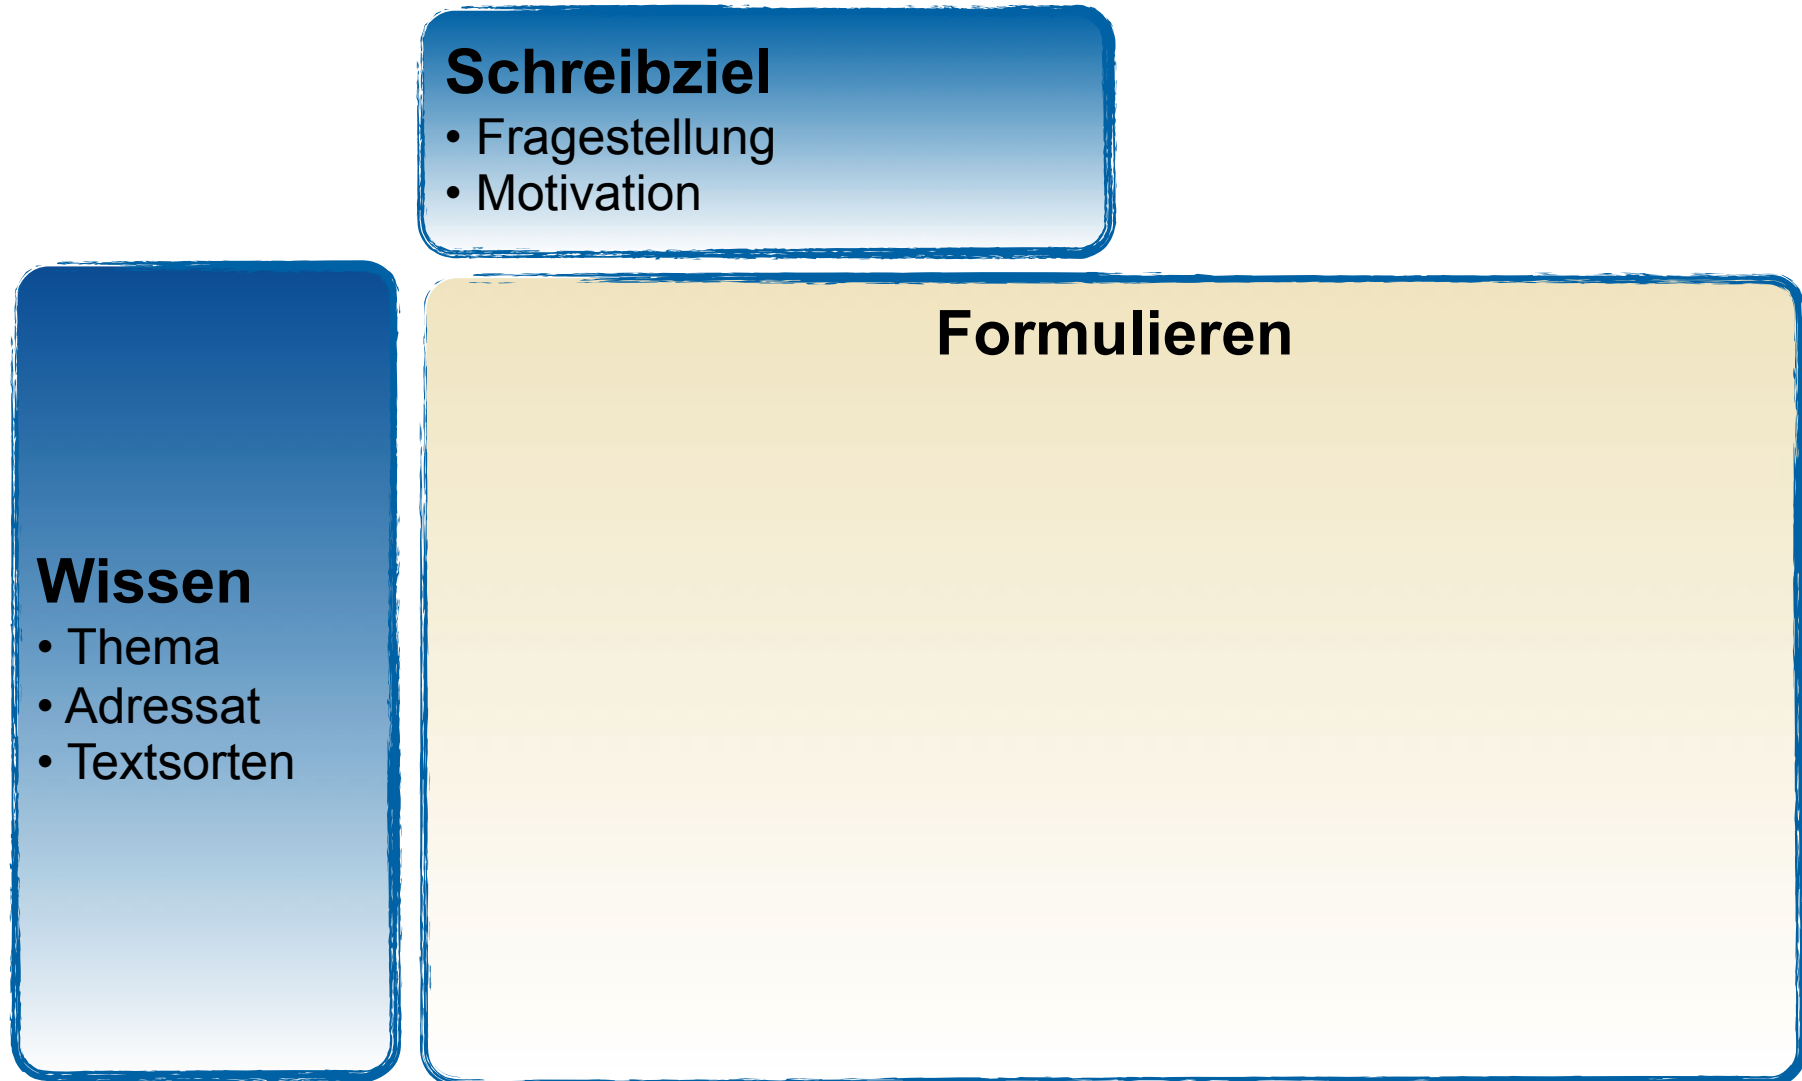 Schreibziel
• Fragestellung
• Motivation
Formulieren
Wissen
• Thema
• Adressat
• Textsorten